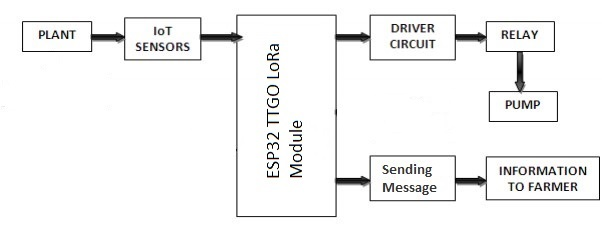 PLANT
IoT
SENSORS
ESP32 TTGO LoRa
Module
DRIVER
CIRCUIT
RELAY
PUMP
Sending
Message
INFORMATION
TO FARMER